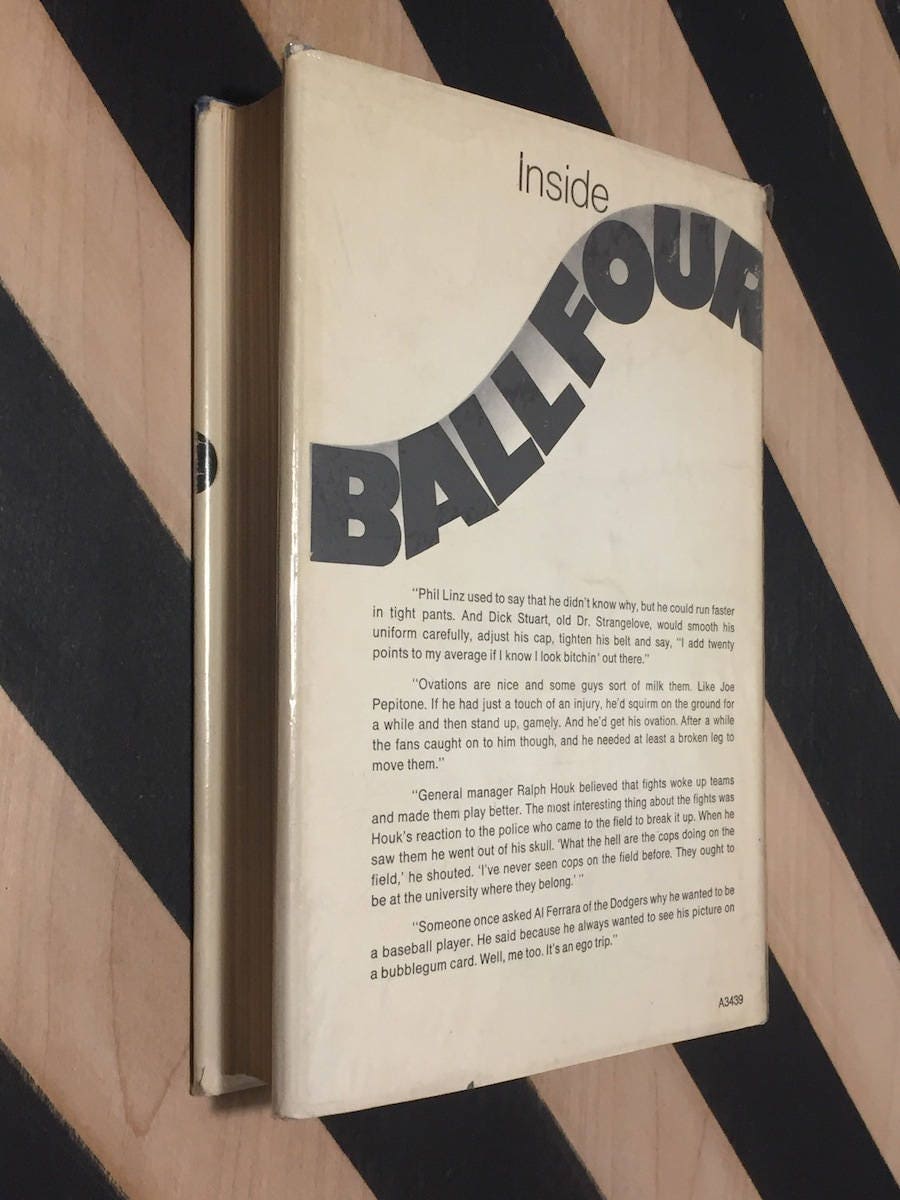 Inside
BALL FOUR
"Phil Linz used to say that he didn't know why, but he could run faster
in tight pants. And Dick Stuart, old Dr. Strangelove, would smooth his
uniform carefully, adjust his cap, tighten his belt and say, "I add twenty
points to my average if I know I look bitchin' out there."
"Ovations are nice and some guys sort of milk them. Like Joe
Pepitone. If he had just a touch of an injury, he'd squirm on the ground for
a while and then stand up, gamely. And he'd get his ovation. After a while
the fans caught on to him though, and he needed at least a broken leg to
move them."
"General manager Ralph Houk believed that fights woke up teams
and made them play better. The most interesting thing about the fights was
Houk's reaction to the police who came to the field to break it up. When he
saw them he went out of his skull. 'What the hell are the cops doing on the
field,' he shouted. 'I've never seen cops on the field before. They ought to
be at the university where they belong.' "
"Someone once asked Al Ferrara of the Dodgers why he wanted to be
a baseball player. He said because he always wanted to see his picture on
a bubblegum card. Well, me too. It's an ego trip."
A3439